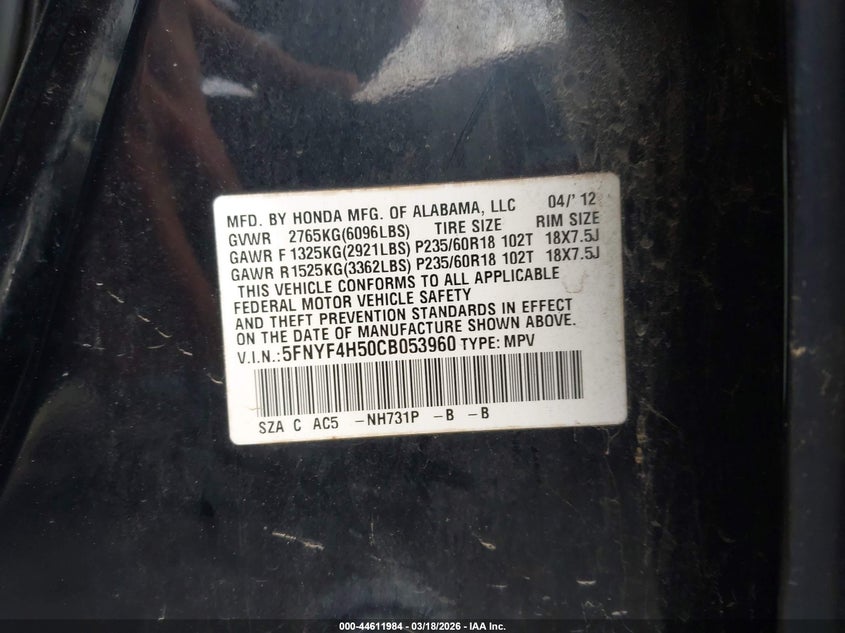 MFD. BY HONDA MFG. OF ALABAMA, LLC 04/' 12
GVWR 2765KG(6096LBS) TIRE SIZE RIM SIZE
GAWR F 1325KG(2921LBS) P235/60R18 102T 18X7.5J
GAWR R1525KG(3362LBS) P235/60R18 102T 18X7.5J
THIS VEHICLE CONFORMS TO ALL APPLICABLE
FEDERAL MOTOR VEHICLE SAFETY
AND THEFT PREVENTION STANDARDS IN EFFECT
ON THE DATE OF MANUFACTURE SHOWN ABOVE.
V.I.N.: 5FNYF4H50CB053960 TYPE: MPV
SZA C AC5 -NH731P -B -B
000-44611984 - 03/18/2026 - IAA Inc.